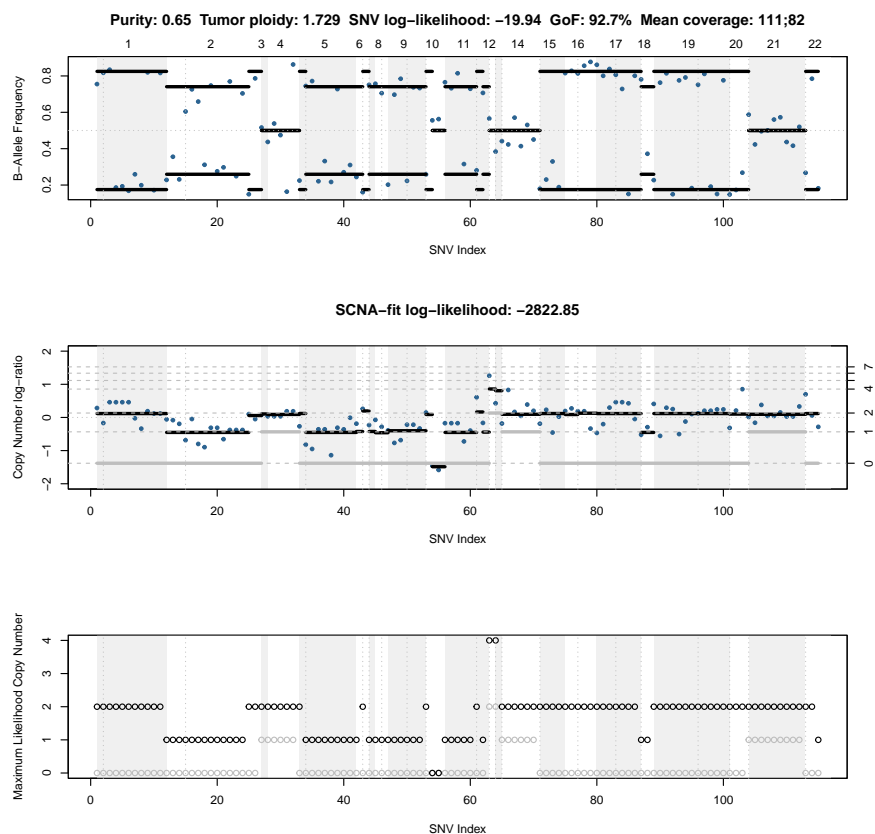 Purity: 0.65 Tumor ploidy: 1.729 SNV log−likelihood: −19.94 GoF: 92.7% Mean coverage: 111;82
1 2 3 4 5 6 8 9 10 11 12 14 15 16 17 18 19 20 21 22
B−Allele Frequency
0.8
0.6
0.4
0.2
0 20 40 60 80 100
SNV Index
SCNA−fit log−likelihood: −2822.85
Copy Number log−ratio
2
1
0
−1
−2
7
4
2
1
0
0 20 40 60 80 100
SNV Index
Maximum Likelihood Copy Number
4
3
2
1
0
0 20 40 60 80 100
SNV Index